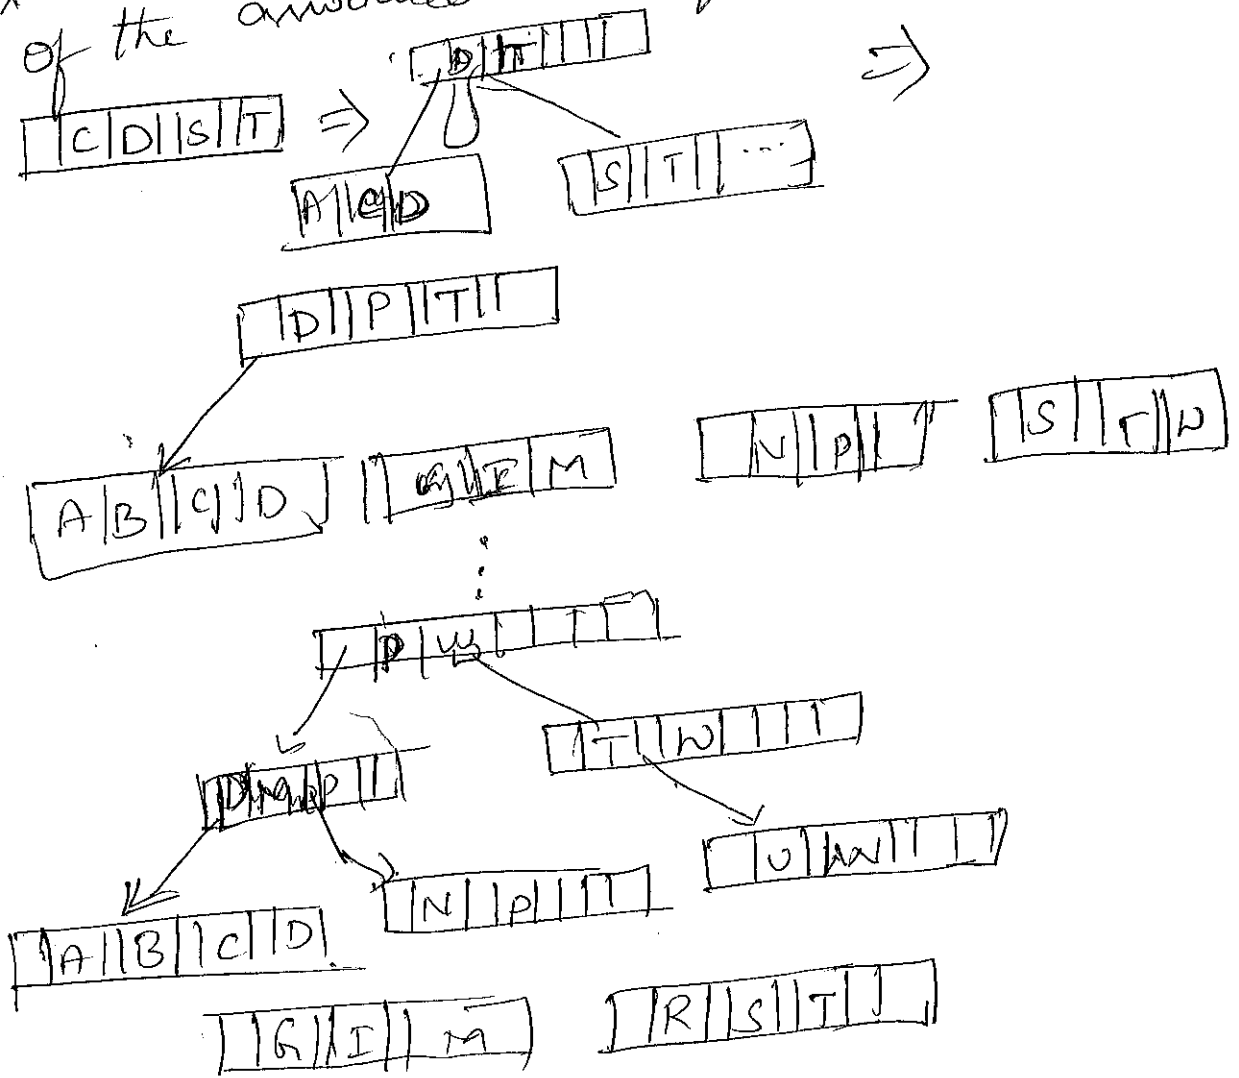 of the
C D S T ⇒ D T ⇒
A C D S T ...
D P T
A B C D G I M N P S T W
P W
D M P T W
U W
A B C D N P
G I M R S T